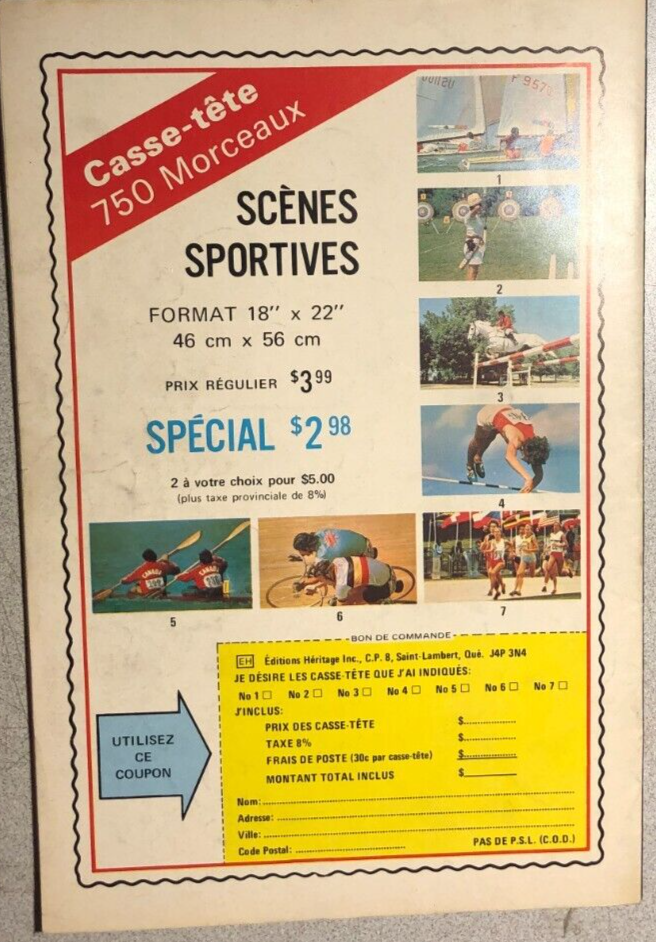 Casse-tête
750 Morceaux
SCÈNES
SPORTIVES
FORMAT 18" x 22"
46 cm x 56 cm
PRIX RÉGULIER $3 99
SPÉCIAL $2 98
2 à votre choix pour $5.00
(plus taxe provinciale de 8%)
1
2
3
4
5
6
7
CANADA
CANADA
BON DE COMMANDE
EH Éditions Héritage Inc., C.P. 8, Saint-Lambert, Qué. J4P 3N4
JE DÉSIRE LES CASSE-TÊTE QUE J'AI INDIQUÉS:
No 1 □ No 2 □ No 3 □ No 4 □ No 5 □ No 6 □ No 7 □
J'INCLUS:
PRIX DES CASSE-TÊTE $...............
TAXE 8% $...............
FRAIS DE POSTE (30c par casse-tête) $...............
MONTANT TOTAL INCLUS $_________
Nom:
Adresse:
Ville:
Code Postal:
PAS DE P.S.L. (C.O.D.)
UTILISEZ
CE
COUPON